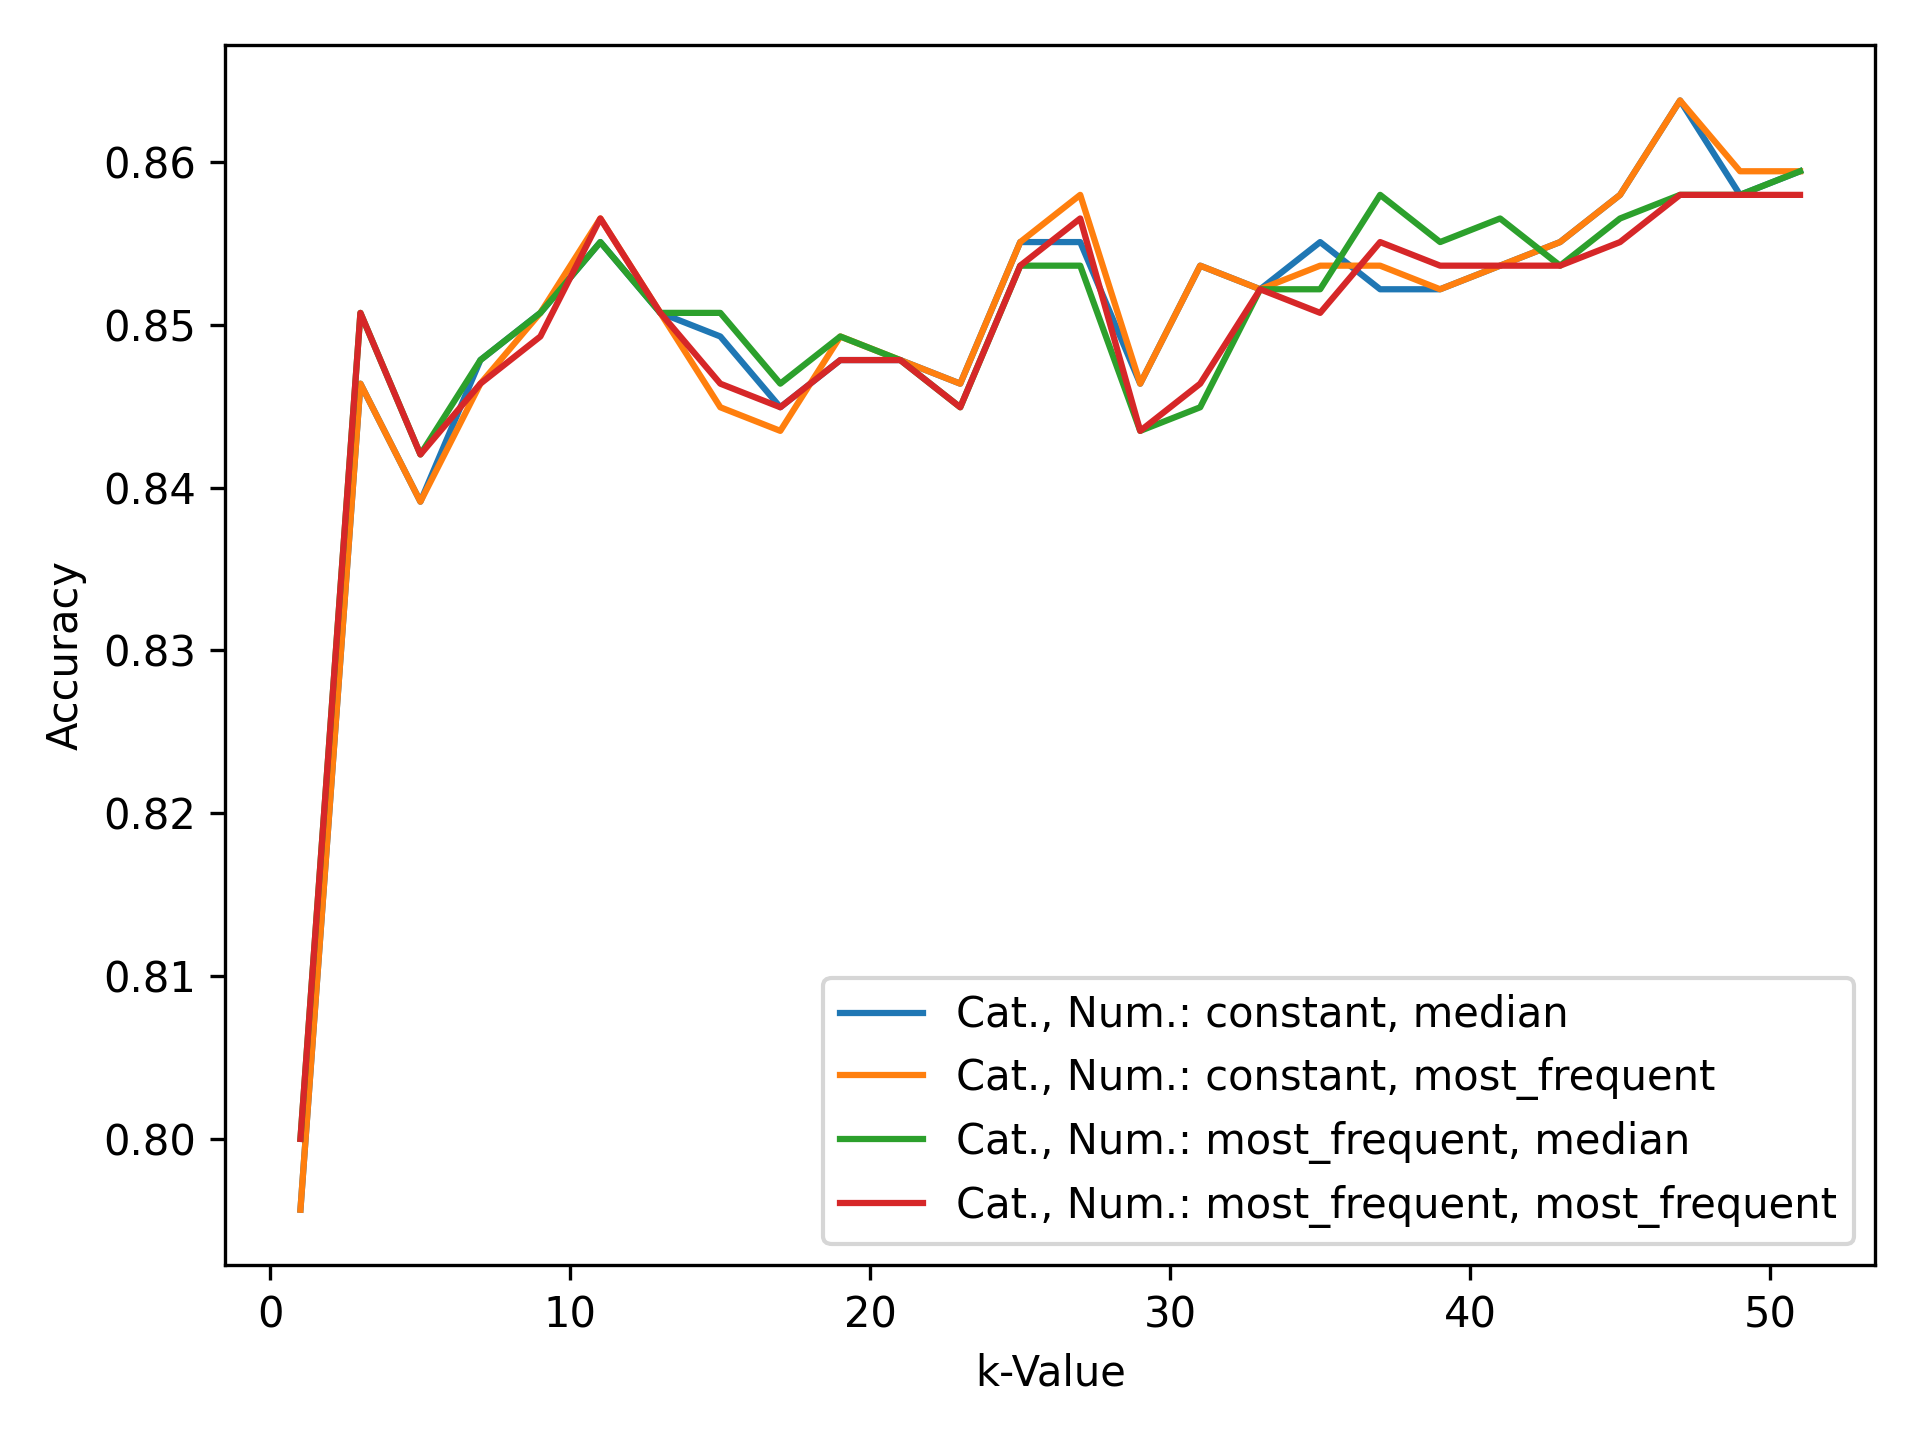 0.86
0.85
0.84
0.83
0.82
0.81
0.80
Accuracy
0 10 20 30 40 50
k-Value
Cat., Num.: constant, median
Cat., Num.: constant, most_frequent
Cat., Num.: most_frequent, median
Cat., Num.: most_frequent, most_frequent